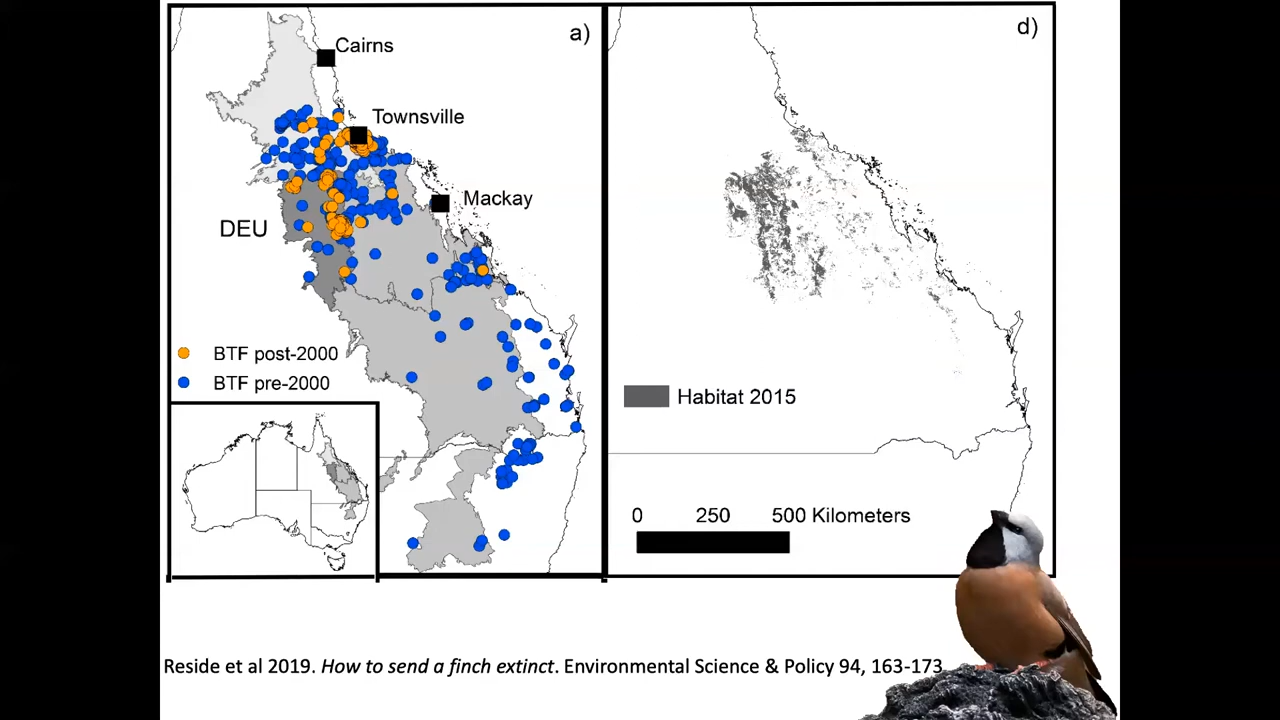 a)
Cairns
Townsville
Mackay
DEU
BTF post-2000
BTF pre-2000
d)
Habitat 2015
0 250 500 Kilometers
Reside et al 2019. How to send a finch extinct. Environmental Science & Policy 94, 163-173